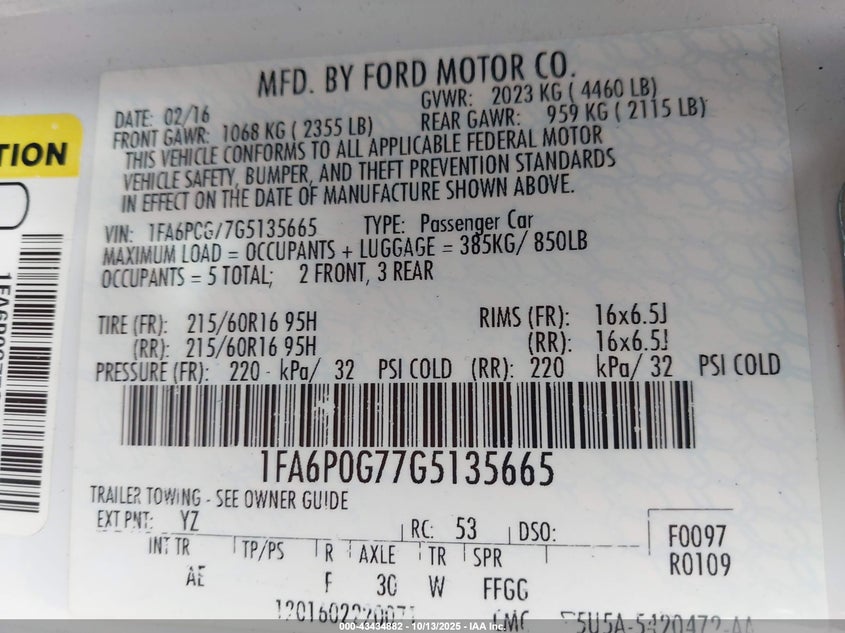 MFD. BY FORD MOTOR CO.
DATE: 02/16 GVWR: 2023 KG ( 4460 LB)
FRONT GAWR: 1068 KG ( 2355 LB) REAR GAWR: 959 KG ( 2115 LB)
THIS VEHICLE CONFORMS TO ALL APPLICABLE FEDERAL MOTOR
VEHICLE SAFETY, BUMPER, AND THEFT PREVENTION STANDARDS
IN EFFECT ON THE DATE OF MANUFACTURE SHOWN ABOVE.
TION
VIN: 1FA6PCG/7G5135665 TYPE: Passenger Car
MAXIMUM LOAD = OCCUPANTS + LUGGAGE = 385KG/ 850LB
OCCUPANTS = 5 TOTAL; 2 FRONT, 3 REAR
TIRE (FR): 215/60R16 95H RIMS (FR): 16x6.5J
(RR): 215/60R16 95H (RR): 16x6.5J
PRESSURE (FR): 220 - kPa/ 32 PSI COLD (RR): 220 kPa/ 32 PSI COLD
1FA6P0G77G5135665
TRAILER TOWING - SEE OWNER GUIDE
EXT PNT: YZ RC: 53 DSO: F0097
INT TR TP/PS R AXLE TR SPR R0109
AE F 30 W FFGG
000-43434882 - 10/13/2025 - IAA Inc.